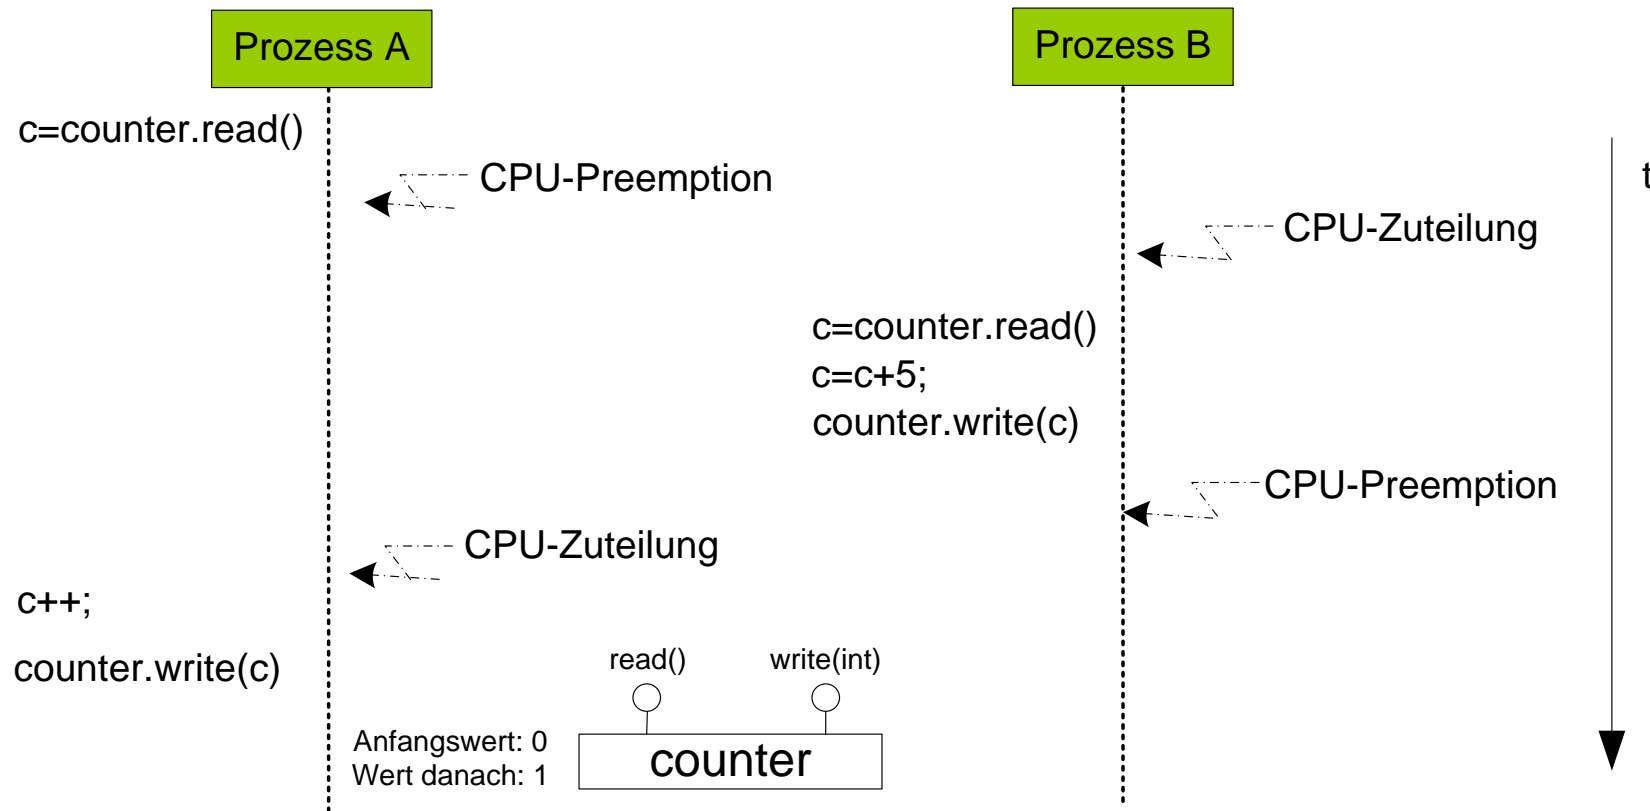 Prozess A
Prozess B
c=counter.read()
CPU-Preemption
t
CPU-Zuteilung
c=counter.read()
c=c+5;
counter.write(c)
CPU-Preemption
CPU-Zuteilung
c++;
counter.write(c)
read()
write(int)
Anfangswert: 0
Wert danach: 1
counter